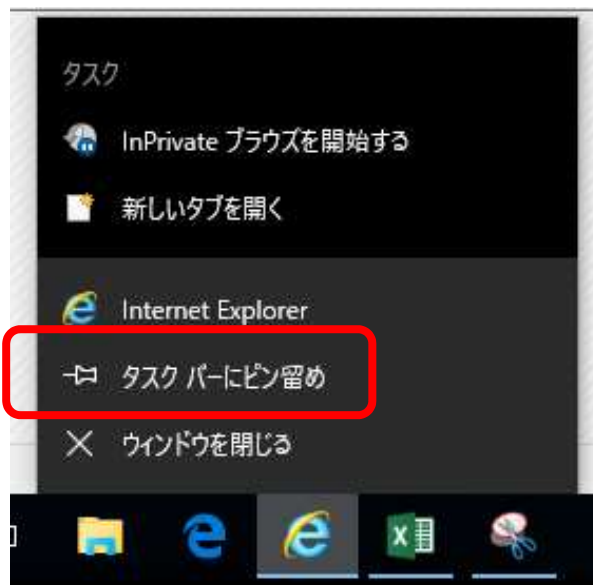 タスク
InPrivate ブラウズを開始する
新しいタブを開く
Internet Explorer
タスク バーにピン留め
ウィンドウを閉じる